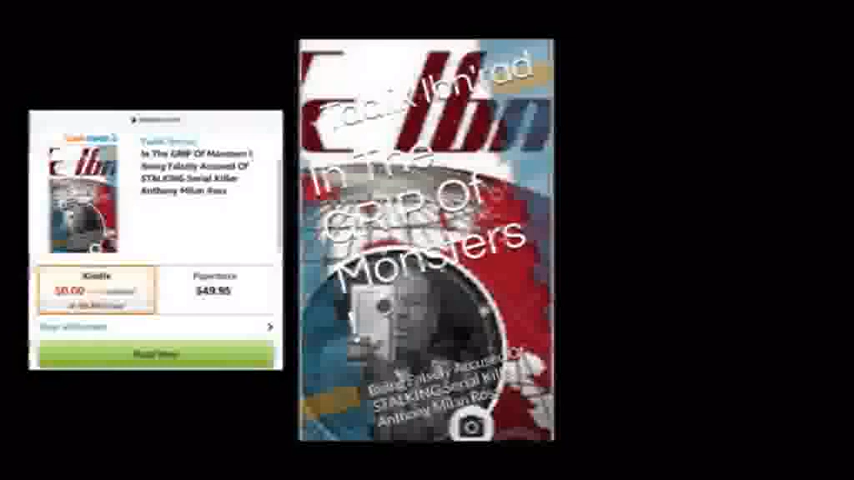 In The GRIP Of Monsters !
Being Falsely Accused Of
STALKING Serial Killer
Anthony Milan Ross
Kindle
$0.00
Paperback
$49.95
Read Now
Elbn
Ibn'
In The
GRIP Of
Monsters
!
Being Falsely Accused Of
STALKING Serial Killer
Anthony Milan Ross